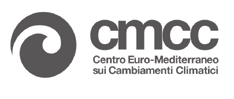 cmcc
Centro Euro-Mediterraneo
sui Cambiamenti Climatici